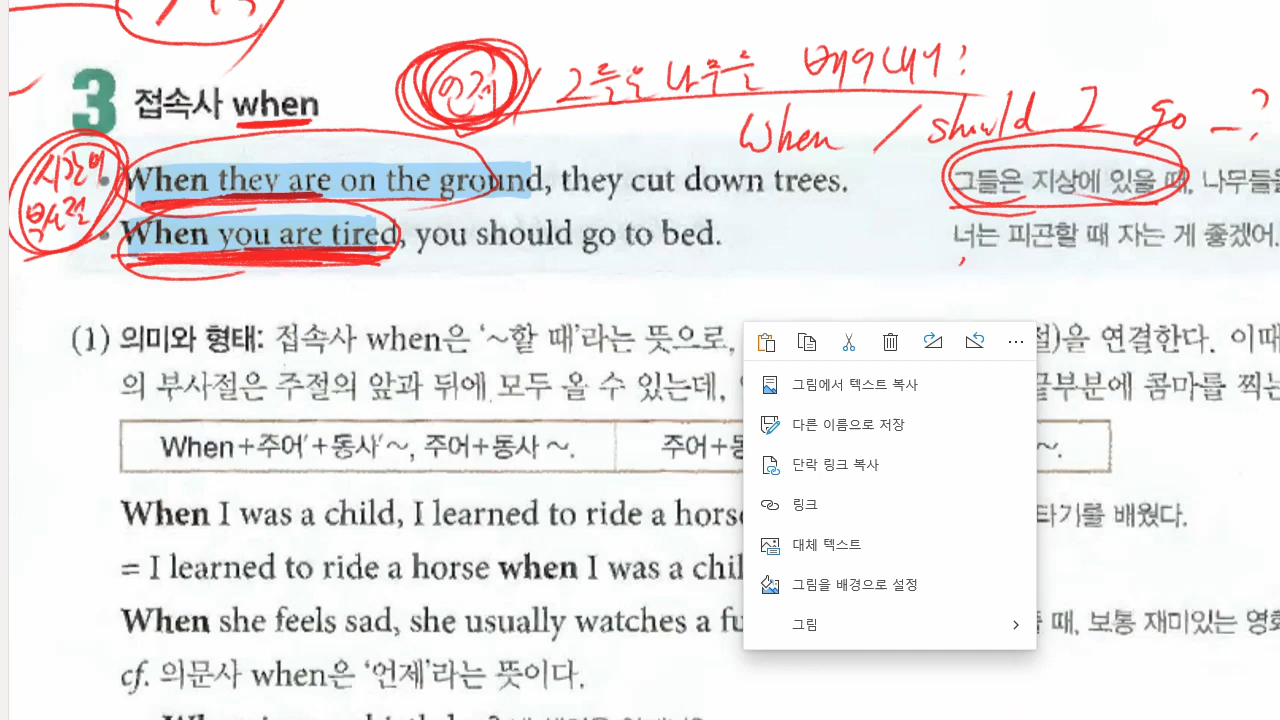 언제
그들은 나무를 베어내니?
3 접속사 when
When / should I go _?
시간의
부사절
• When they are on the ground, they cut down trees. 그들은 지상에 있을 때, 나무들을
• When you are tired, you should go to bed. 너는 피곤할 때 자는 게 좋겠어.
(1) 의미와 형태: 접속사 when은 ‘~할 때’라는 뜻으로, 절)을 연결한다. 이때
의 부사절은 주절의 앞과 뒤에 모두 올 수 있는데, 끝부분에 콤마를 찍는
When+주어′+동사′~, 주어+동사 ~. 주어+동 ~.
When I was a child, I learned to ride a horse 타기를 배웠다.
= I learned to ride a horse when I was a chil
When she feels sad, she usually watches a fu 때, 보통 재미있는 영화
cf. 의문사 when은 ‘언제’라는 뜻이다.
그림에서 텍스트 복사
다른 이름으로 저장
단락 링크 복사
링크
대체 텍스트
그림을 배경으로 설정
그림